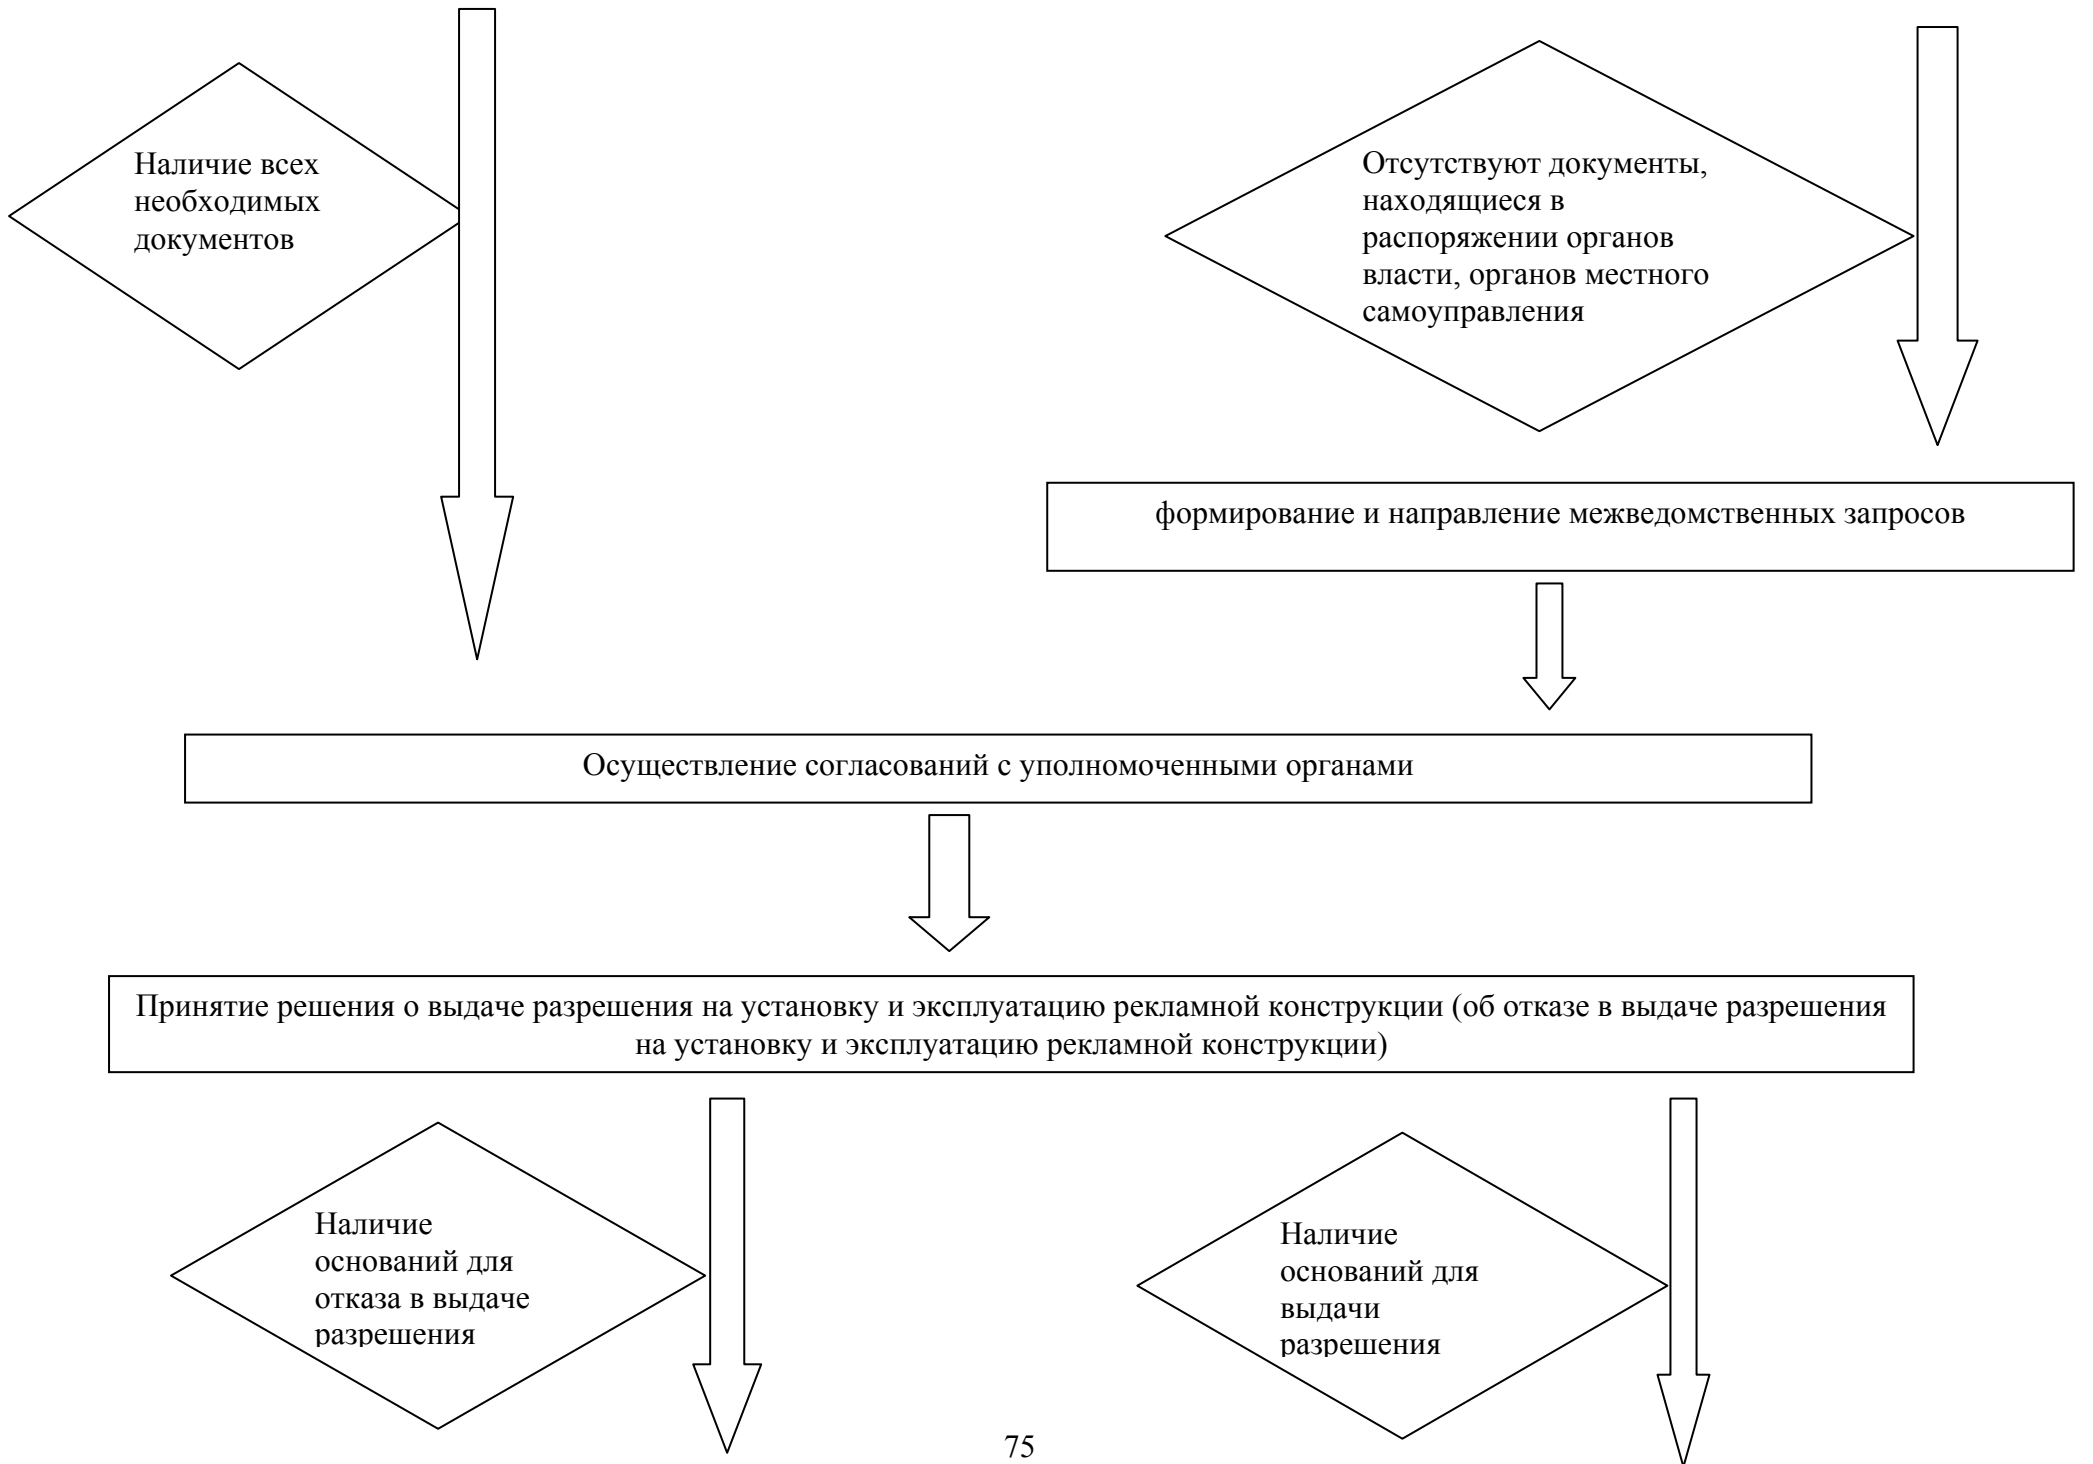 Наличие всех
необходимых
документов
Отсутствуют документы,
находящиеся в
распоряжении органов
власти, органов местного
самоуправления
формирование и направление межведомственных запросов
Осуществление согласований с уполномоченными органами
Принятие решения о выдаче разрешения на установку и эксплуатацию рекламной конструкции (об отказе в выдаче разрешения
на установку и эксплуатацию рекламной конструкции)
Наличие
оснований для
отказа в выдаче
разрешения
Наличие
оснований для
выдачи
разрешения
75